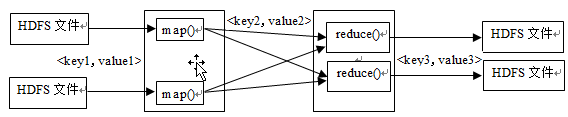 HDFS 文件
map()
<key2, value2>
reduce()
HDFS 文件
<key1, value1>
reduce()
<key3, value3>
HDFS 文件
HDFS 文件
map()